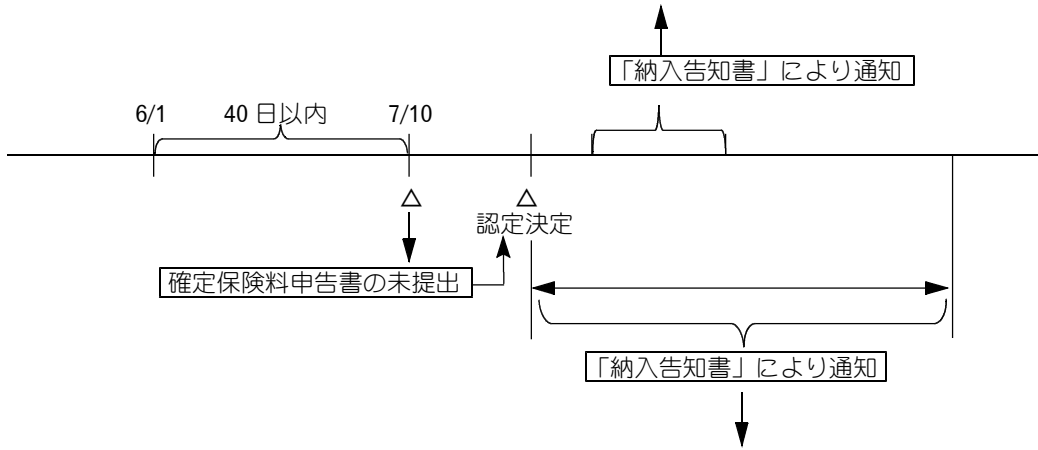 「納入告知書」により通知
6/1 40日以内 7/10
△ △
認定決定
確定保険料申告書の未提出
「納入告知書」により通知